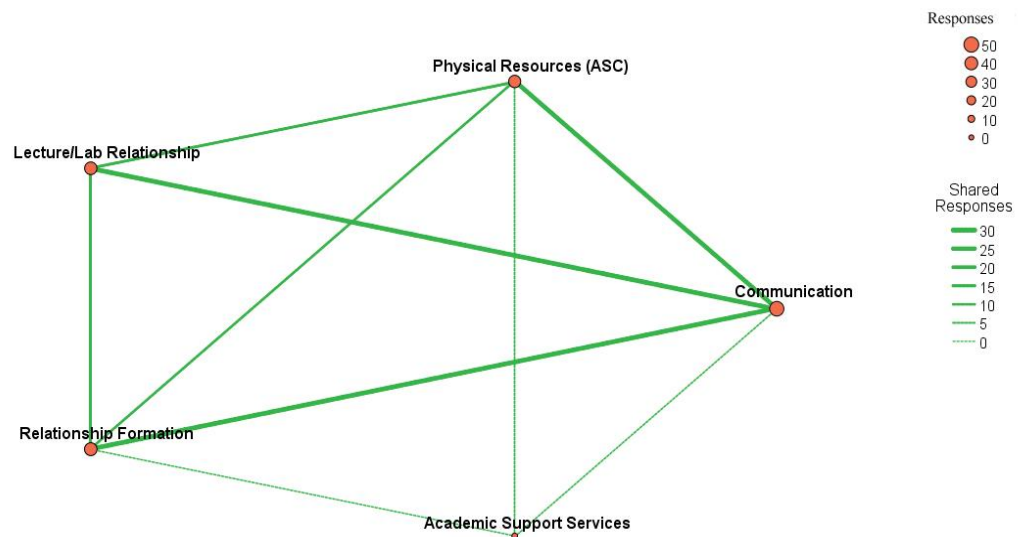 Responses
50
40
30
20
10
0
Physical Resources (ASC)
Lecture/Lab Relationship
Shared
Responses
30
25
20
15
10
5
0
Communication
Relationship Formation
Academic Support Services